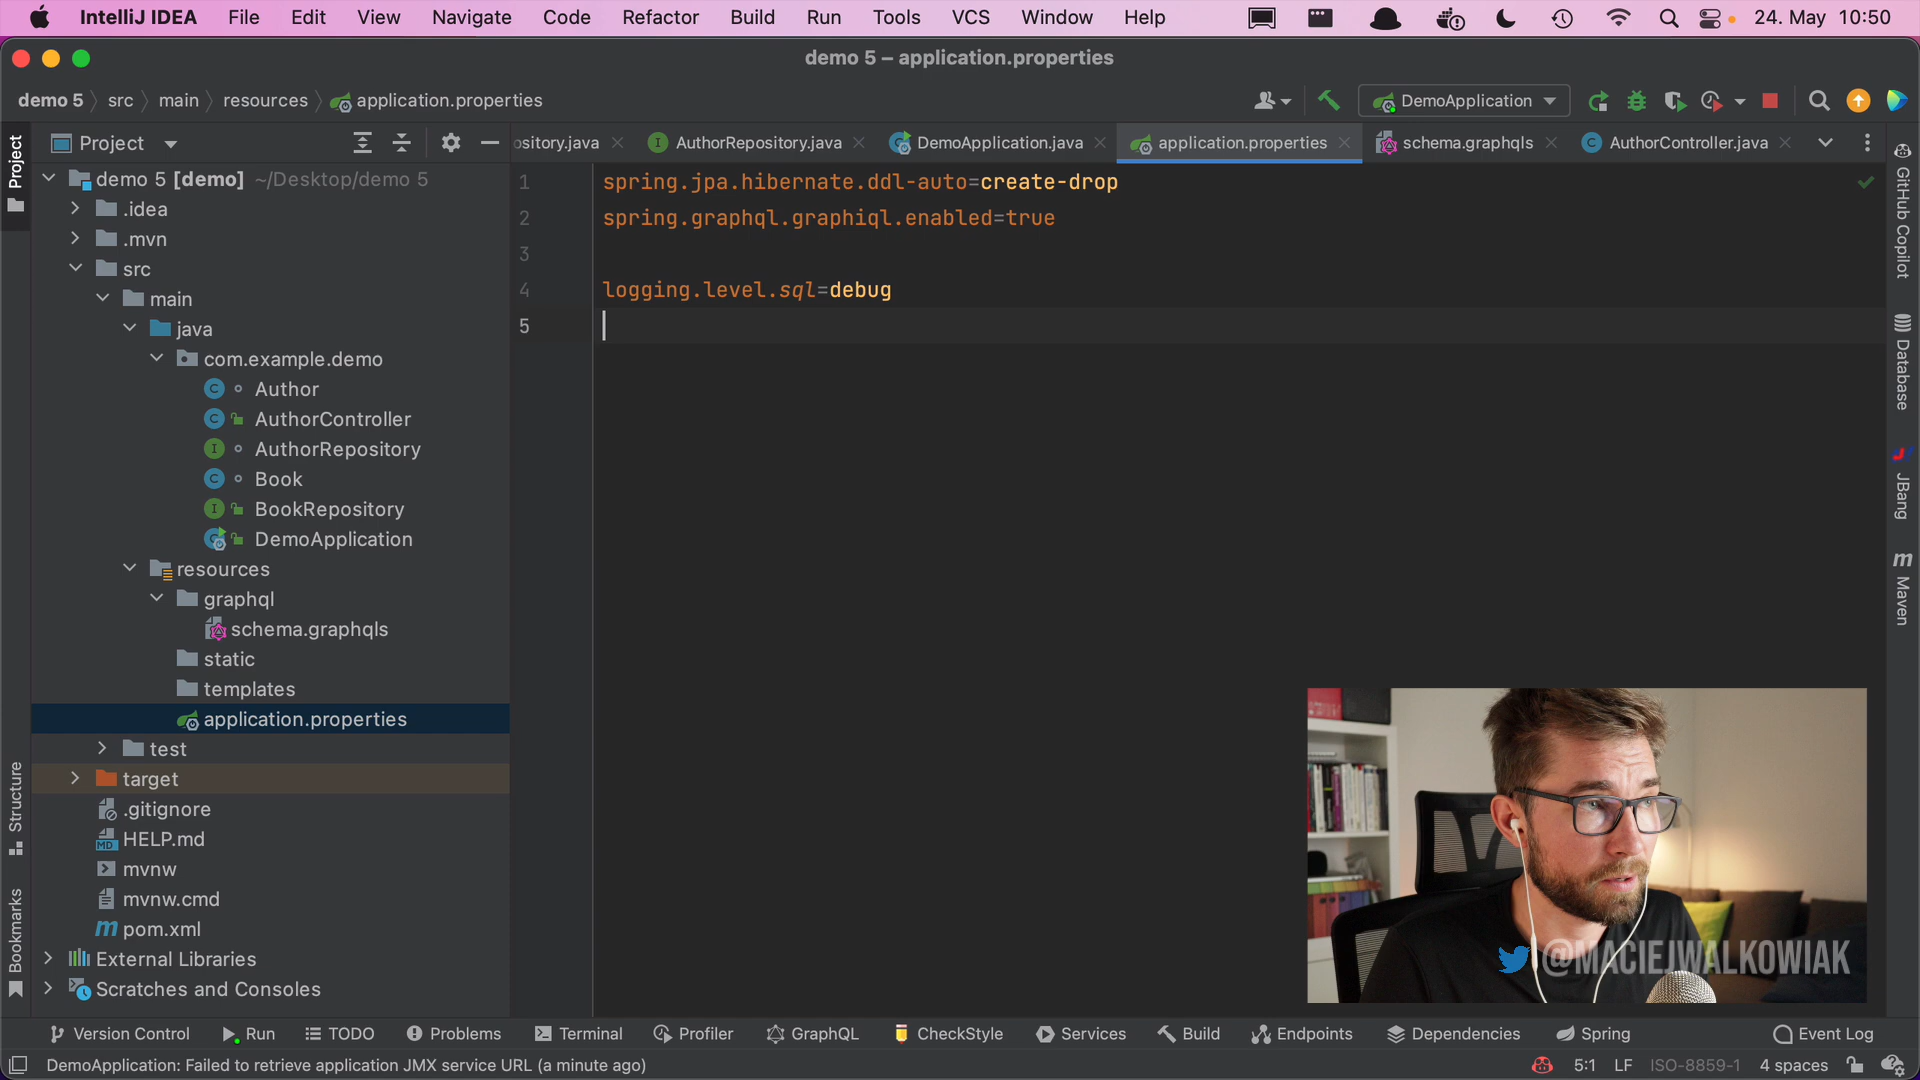 IntelliJ IDEA File Edit View Navigate Code Refactor Build Run Tools VCS Window Help 24. May 10:50
demo 5 – application.properties
demo 5 src main resources application.properties DemoApplication
Project
Project
ository.java AuthorRepository.java DemoApplication.java application.properties schema.graphqls AuthorController.java
demo 5 [demo] ~/Desktop/demo 5
.idea
.mvn
src
main
java
com.example.demo
Author
AuthorController
AuthorRepository
Book
BookRepository
DemoApplication
resources
graphql
schema.graphqls
static
templates
application.properties
test
target
.gitignore
HELP.md
mvnw
mvnw.cmd
pom.xml
External Libraries
Scratches and Consoles
Structure
Bookmarks
1 spring.jpa.hibernate.ddl-auto=create-drop
2 spring.graphql.graphiql.enabled=true
3
4 logging.level.sql=debug
5
GitHub Copilot
Database
JBang
Maven
@MACIEJWALKOWIAK
Version Control Run TODO Problems Terminal Profiler GraphQL CheckStyle Services Build Endpoints Dependencies Spring Event Log
DemoApplication: Failed to retrieve application JMX service URL (a minute ago) 5:1 LF ISO-8859-1 4 spaces